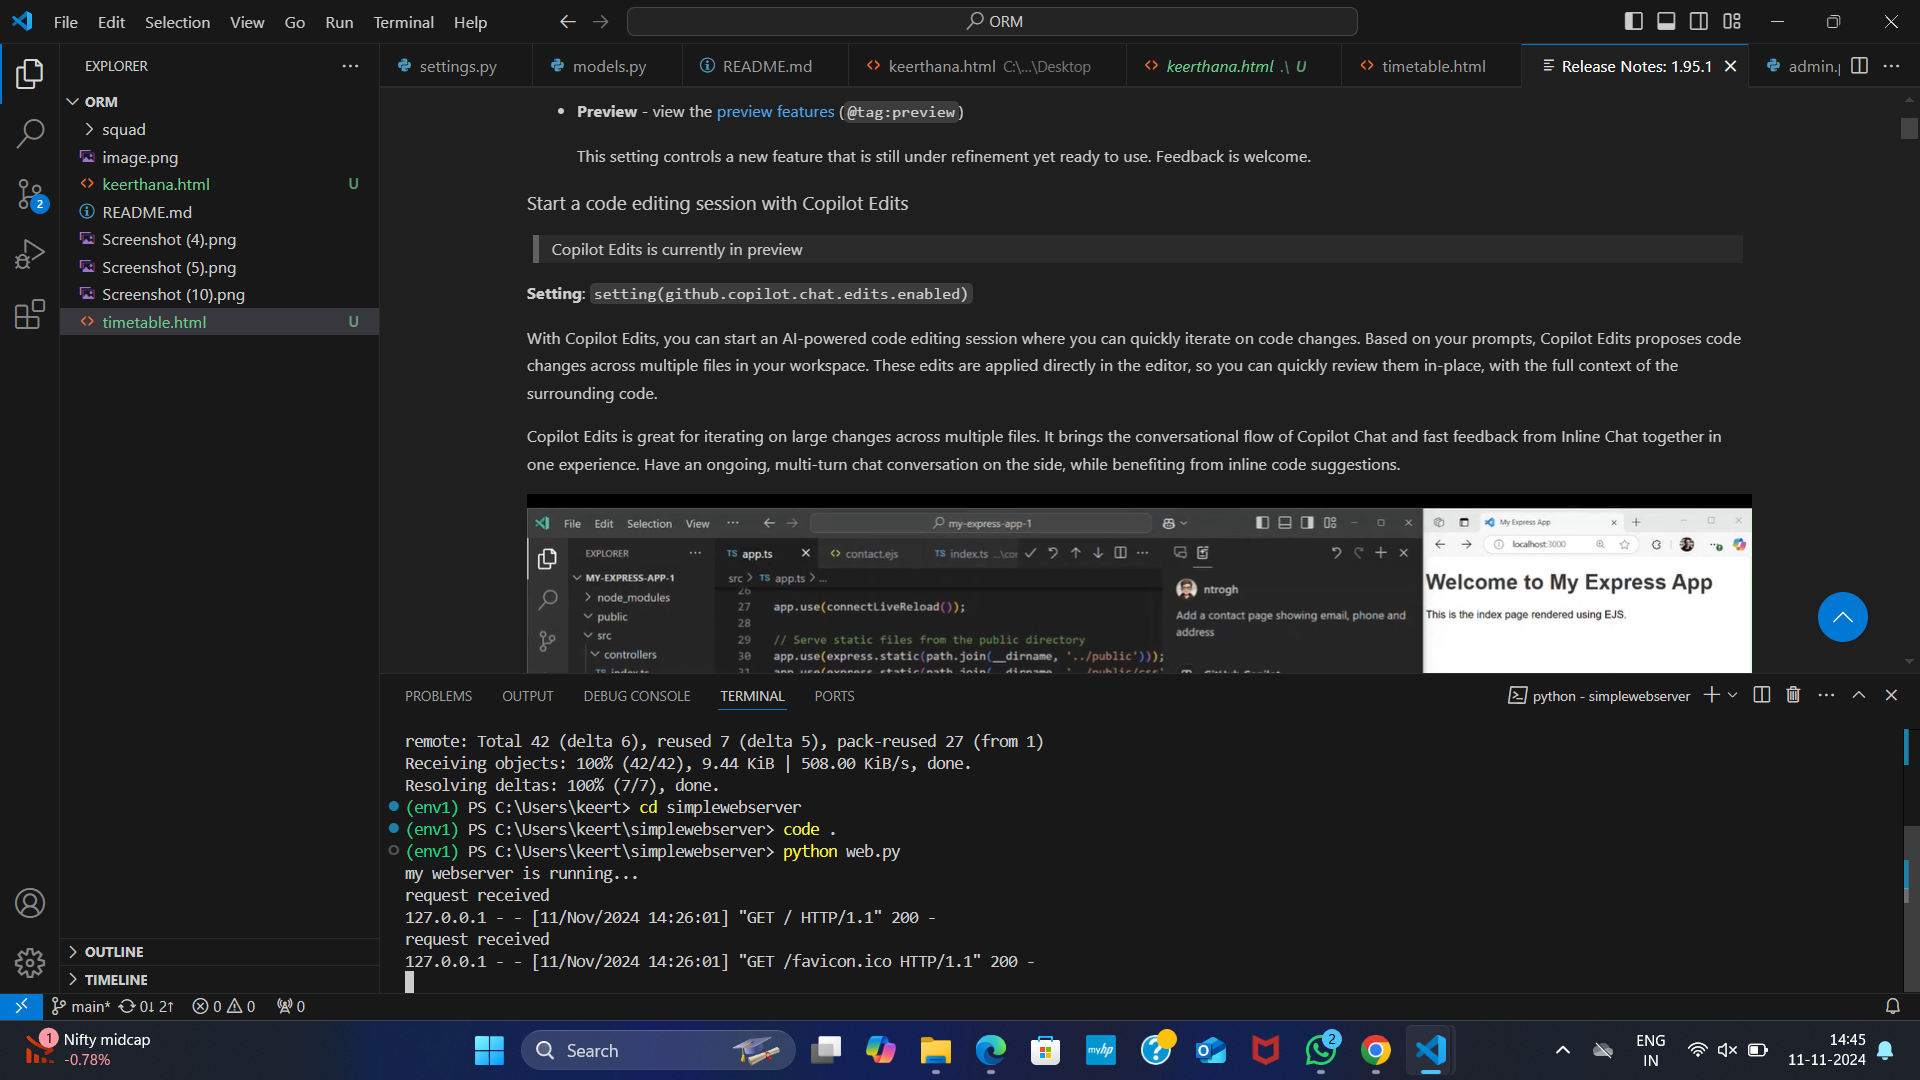 File Edit Selection View Go Run Terminal Help
ORM
EXPLORER
ORM
squad
image.png
keerthana.html U
README.md
Screenshot (4).png
Screenshot (5).png
Screenshot (10).png
timetable.html U
OUTLINE
TIMELINE
2
settings.py
models.py
README.md
keerthana.html C:\...\Desktop
keerthana.html .\ U
timetable.html
Release Notes: 1.95.1
admin.
Preview - view the preview features (@tag:preview)
This setting controls a new feature that is still under refinement yet ready to use. Feedback is welcome.
Start a code editing session with Copilot Edits
Copilot Edits is currently in preview
Setting: setting(github.copilot.chat.edits.enabled)
With Copilot Edits, you can start an AI-powered code editing session where you can quickly iterate on code changes. Based on your prompts, Copilot Edits proposes code
changes across multiple files in your workspace. These edits are applied directly in the editor, so you can quickly review them in-place, with the full context of the
surrounding code.
Copilot Edits is great for iterating on large changes across multiple files. It brings the conversational flow of Copilot Chat and fast feedback from Inline Chat together in
one experience. Have an ongoing, multi-turn chat conversation on the side, while benefiting from inline code suggestions.
File Edit Selection View ...
my-express-app-1
EXPLORER
MY-EXPRESS-APP-1
node_modules
public
src
controllers
TS app.ts
contact.ejs
TS index.ts
src > TS app.ts > ...
26
27 app.use(connectLiveReload());
28
29 // Serve static files from the public directory
30 app.use(express.static(path.join(__dirname, '../public')));
ntrogh
Add a contact page showing email, phone and
address
My Express App
localhost:3000
Welcome to My Express App
This is the index page rendered using EJS.
PROBLEMS OUTPUT DEBUG CONSOLE TERMINAL PORTS
python - simplewebserver
remote: Total 42 (delta 6), reused 7 (delta 5), pack-reused 27 (from 1)
Receiving objects: 100% (42/42), 9.44 KiB | 508.00 KiB/s, done.
Resolving deltas: 100% (7/7), done.
(env1) PS C:\Users\keert> cd simplewebserver
(env1) PS C:\Users\keert\simplewebserver> code .
(env1) PS C:\Users\keert\simplewebserver> python web.py
my webserver is running...
request received
127.0.0.1 - - [11/Nov/2024 14:26:01] "GET / HTTP/1.1" 200 -
request received
127.0.0.1 - - [11/Nov/2024 14:26:01] "GET /favicon.ico HTTP/1.1" 200 -
main* 0↓ 2↑ 0 0 0
1
Nifty midcap
-0.78%
Search
myhp
2
ENG
IN
14:45
11-11-2024